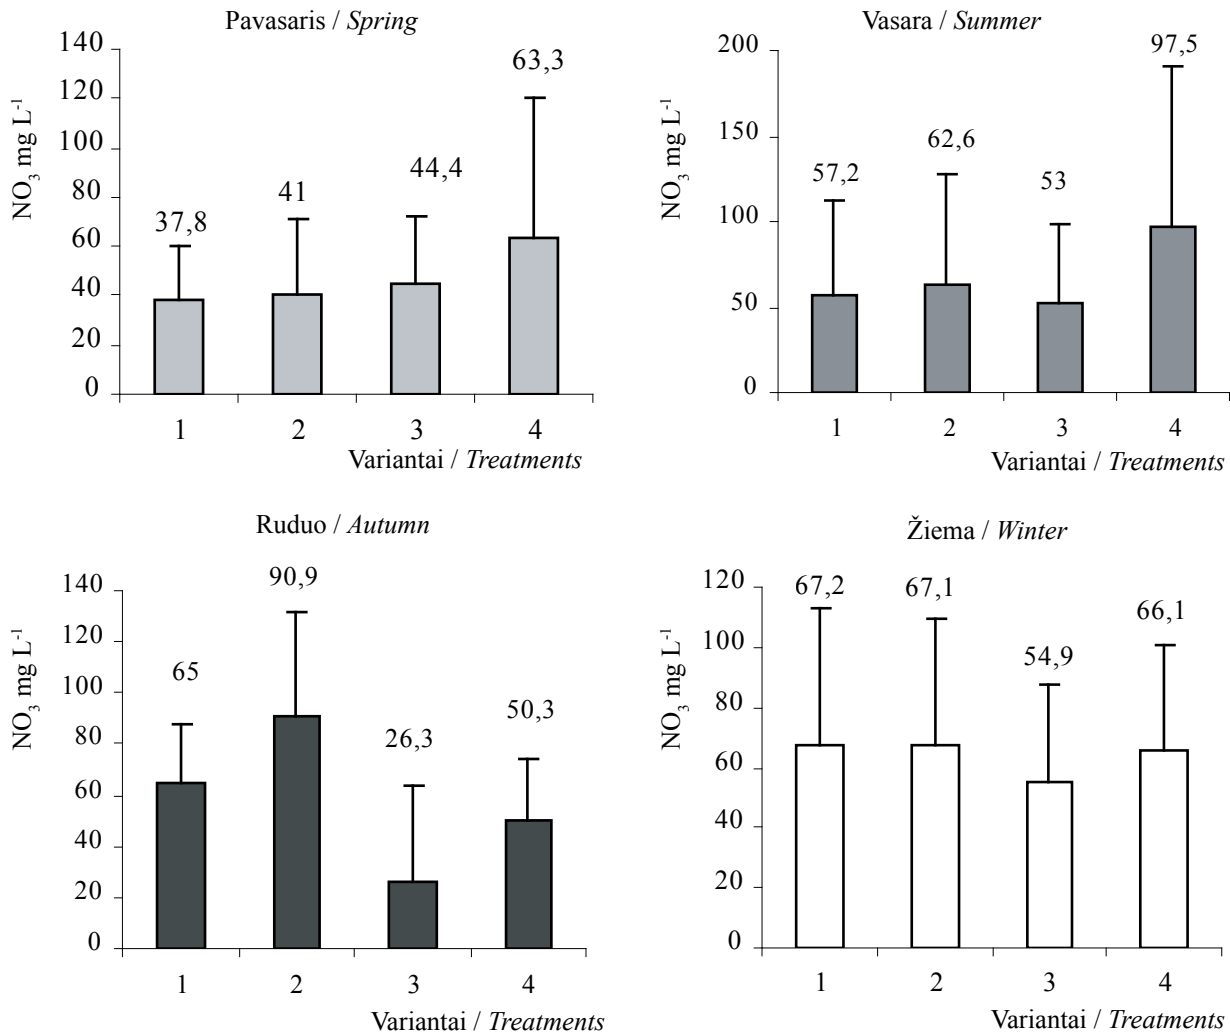 Pavasaris / Spring
NO3 mg L-1
140
120
100
80
60
40
20
0
37,8
41
44,4
63,3
1 2 3 4
Variantai / Treatments
Vasara / Summer
NO3 mg L-1
200
150
100
50
0
57,2
62,6
53
97,5
1 2 3 4
Variantai / Treatments
Ruduo / Autumn
NO3 mg L-1
140
120
100
80
60
40
20
0
65
90,9
26,3
50,3
1 2 3 4
Variantai / Treatments
Žiema / Winter
NO3 mg L-1
120
100
80
60
40
20
0
67,2
67,1
54,9
66,1
1 2 3 4
Variantai / Treatments